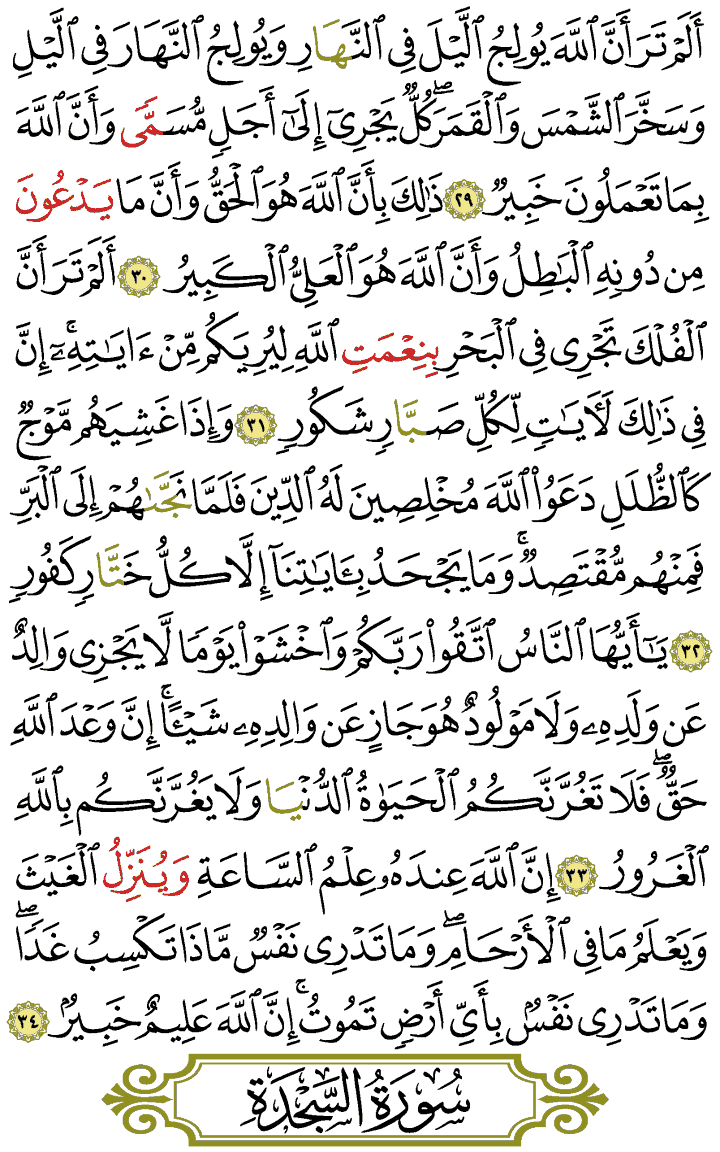 أَلَمْ تَرَ أَنَّ ٱللَّهَ يُولِجُ ٱلَّيْلَ فِى ٱلنَّهَارِ وَيُولِجُ ٱلنَّهَارَ فِى ٱلَّيْلِ
وَسَخَّرَ ٱلشَّمْسَ وَٱلْقَمَرَۖ كُلٌّ يَجْرِىٓ إِلَىٰٓ أَجَلٍ مُّسَمًّى وَأَنَّ ٱللَّهَ
بِمَا تَعْمَلُونَ خَبِيرٌ ٢٩ ذَٰلِكَ بِأَنَّ ٱللَّهَ هُوَ ٱلْحَقُّ وَأَنَّ مَا يَدْعُونَ
مِن دُونِهِ ٱلْبَٰطِلُ وَأَنَّ ٱللَّهَ هُوَ ٱلْعَلِىُّ ٱلْكَبِيرُ ٣٠ أَلَمْ تَرَ أَنَّ
ٱلْفُلْكَ تَجْرِى فِى ٱلْبَحْرِ بِنِعْمَتِ ٱللَّهِ لِيُرِيَكُم مِّنْ ءَايَٰتِهِۦٓۚ إِنَّ
فِى ذَٰلِكَ لَءَايَٰتٍ لِّكُلِّ صَبَّارٍ شَكُورٍ ٣١ وَإِذَا غَشِيَهُم مَّوْجٌ
كَٱلظُّلَلِ دَعَوُا۟ ٱللَّهَ مُخْلِصِينَ لَهُ ٱلدِّينَ فَلَمَّا نَجَّىٰهُمْ إِلَى ٱلْبَرِّ
فَمِنْهُم مُّقْتَصِدٌۚ وَمَا يَجْحَدُ بِـَٔايَٰتِنَآ إِلَّا كُلُّ خَتَّارٍ كَفُورٍ
٣٢ يَٰٓأَيُّهَا ٱلنَّاسُ ٱتَّقُوا۟ رَبَّكُمْ وَٱخْشَوْا۟ يَوْمًا لَّا يَجْزِى وَالِدٌ
عَن وَلَدِهِۦ وَلَا مَوْلُودٌ هُوَ جَازٍ عَن وَالِدِهِۦ شَيْـًٔاۚ إِنَّ وَعْدَ ٱللَّهِ
حَقٌّۖ فَلَا تَغُرَّنَّكُمُ ٱلْحَيَوٰةُ ٱلدُّنْيَا وَلَا يَغُرَّنَّكُم بِٱللَّهِ
ٱلْغَرُورُ ٣٣ إِنَّ ٱللَّهَ عِندَهُۥ عِلْمُ ٱلسَّاعَةِ وَيُنَزِّلُ ٱلْغَيْثَ
وَيَعْلَمُ مَا فِى ٱلْأَرْحَامِۖ وَمَا تَدْرِى نَفْسٌ مَّاذَا تَكْسِبُ غَدًاۖ
وَمَا تَدْرِى نَفْسٌۢ بِأَىِّ أَرْضٍ تَمُوتُۚ إِنَّ ٱللَّهَ عَلِيمٌ خَبِيرٌۢ ٣٤
سُورَةُ السَّجْدَةِ